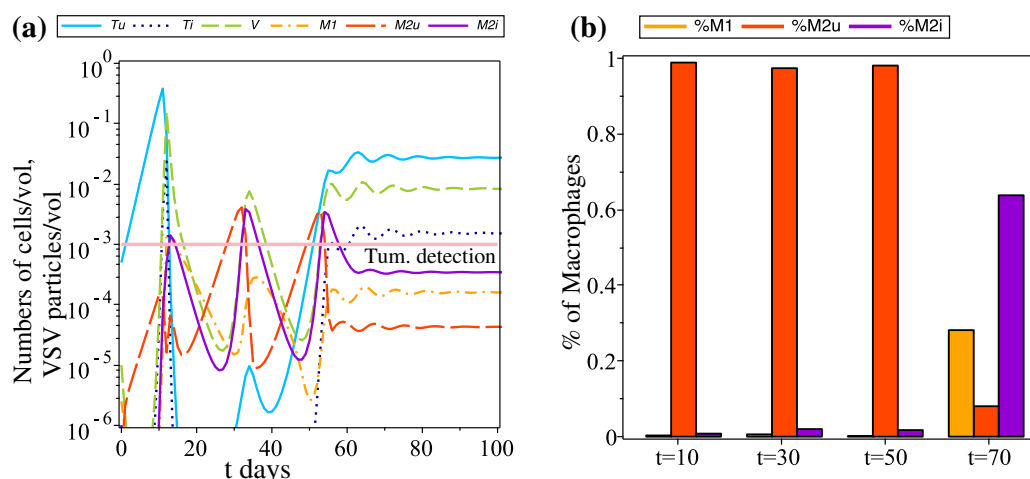 (a)
Tu Ti V M1 M2u M2i
Numbers of cells/vol,
VSV particles/vol
10^0
10^-1
10^-2
10^-3
10^-4
10^-5
10^-6
Tum. detection
0 20 40 60 80 100
t days
(b)
%M1 %M2u %M2i
% of Macrophages
1
0.8
0.6
0.4
0.2
0
t=10 t=30 t=50 t=70